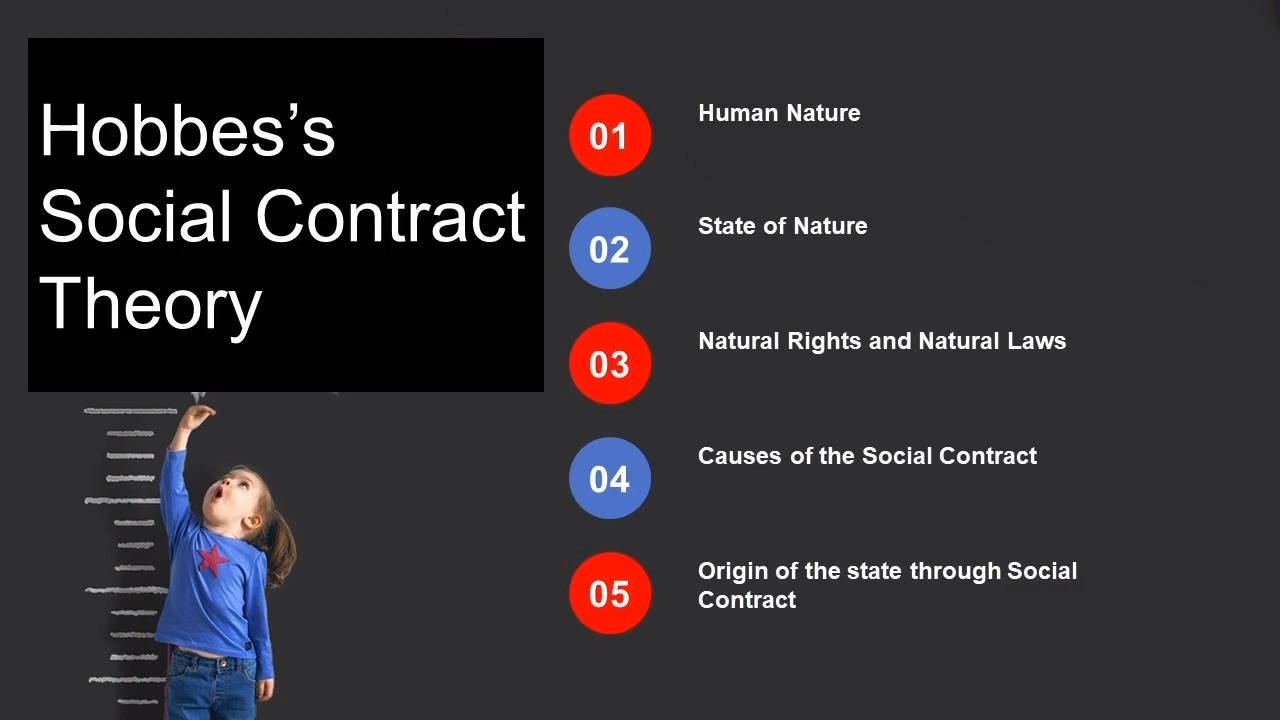 Hobbes’s
Social Contract
Theory
01
Human Nature
02
State of Nature
03
Natural Rights and Natural Laws
04
Causes of the Social Contract
05
Origin of the state through Social
Contract